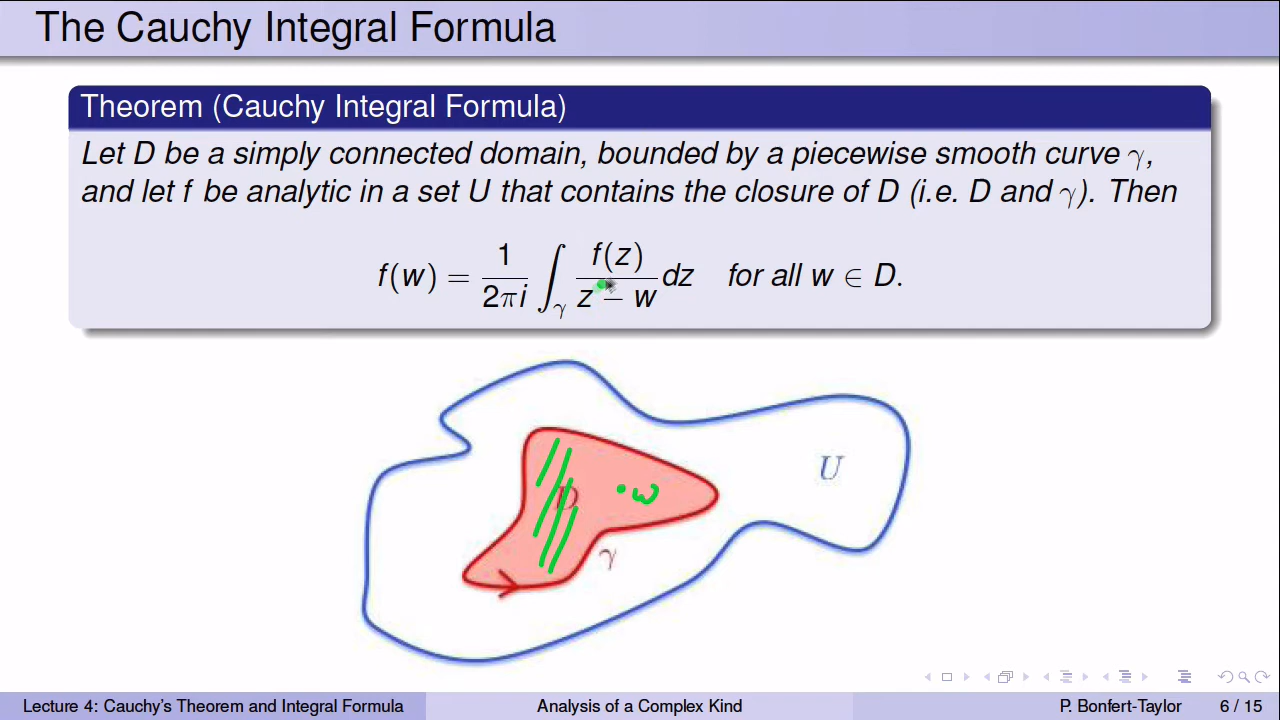 The Cauchy Integral Formula
Theorem (Cauchy Integral Formula)
Let D be a simply connected domain, bounded by a piecewise smooth curve γ,
and let f be analytic in a set U that contains the closure of D (i.e. D and γ). Then
f(w) = 1/2πi ∫γ f(z)/z − w dz for all w ∈ D.
U
D
w
γ
Lecture 4: Cauchy's Theorem and Integral Formula Analysis of a Complex Kind P. Bonfert-Taylor 6 / 15